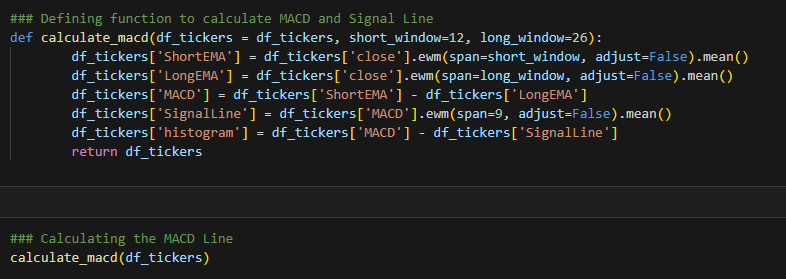 ### Defining function to calculate MACD and Signal Line
def calculate_macd(df_tickers = df_tickers, short_window=12, long_window=26):
        df_tickers['ShortEMA'] = df_tickers['close'].ewm(span=short_window, adjust=False).mean()
        df_tickers['LongEMA'] = df_tickers['close'].ewm(span=long_window, adjust=False).mean()
        df_tickers['MACD'] = df_tickers['ShortEMA'] - df_tickers['LongEMA']
        df_tickers['SignalLine'] = df_tickers['MACD'].ewm(span=9, adjust=False).mean()
        df_tickers['histogram'] = df_tickers['MACD'] - df_tickers['SignalLine']
        return df_tickers
### Calculating the MACD Line
calculate_macd(df_tickers)